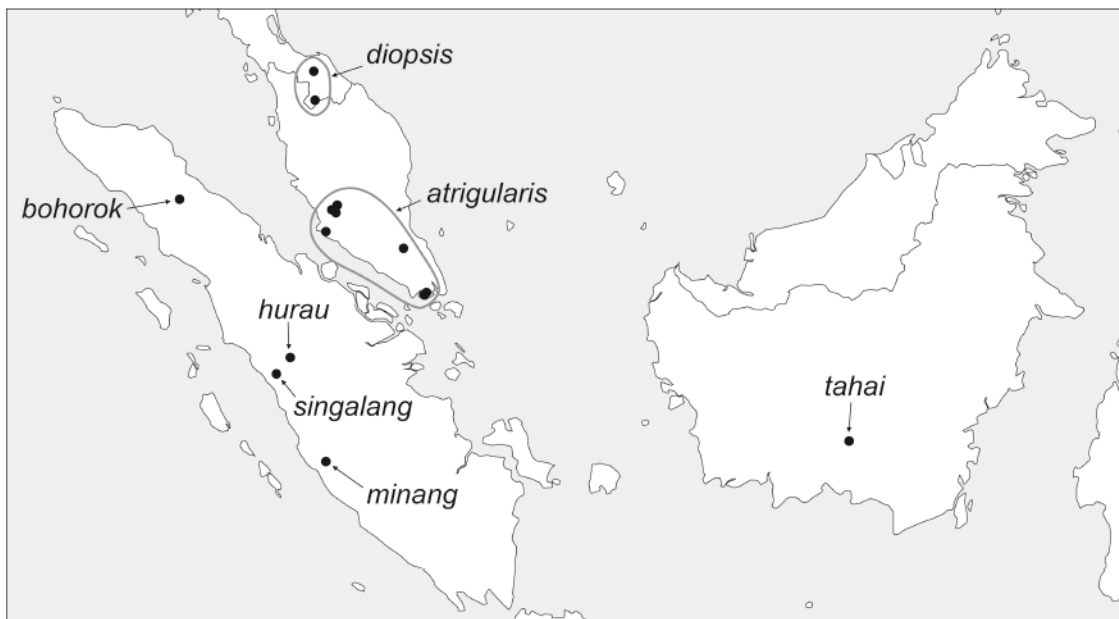 diopsis
atrigularis
bohorok
hurau
singalang
tahai
minang